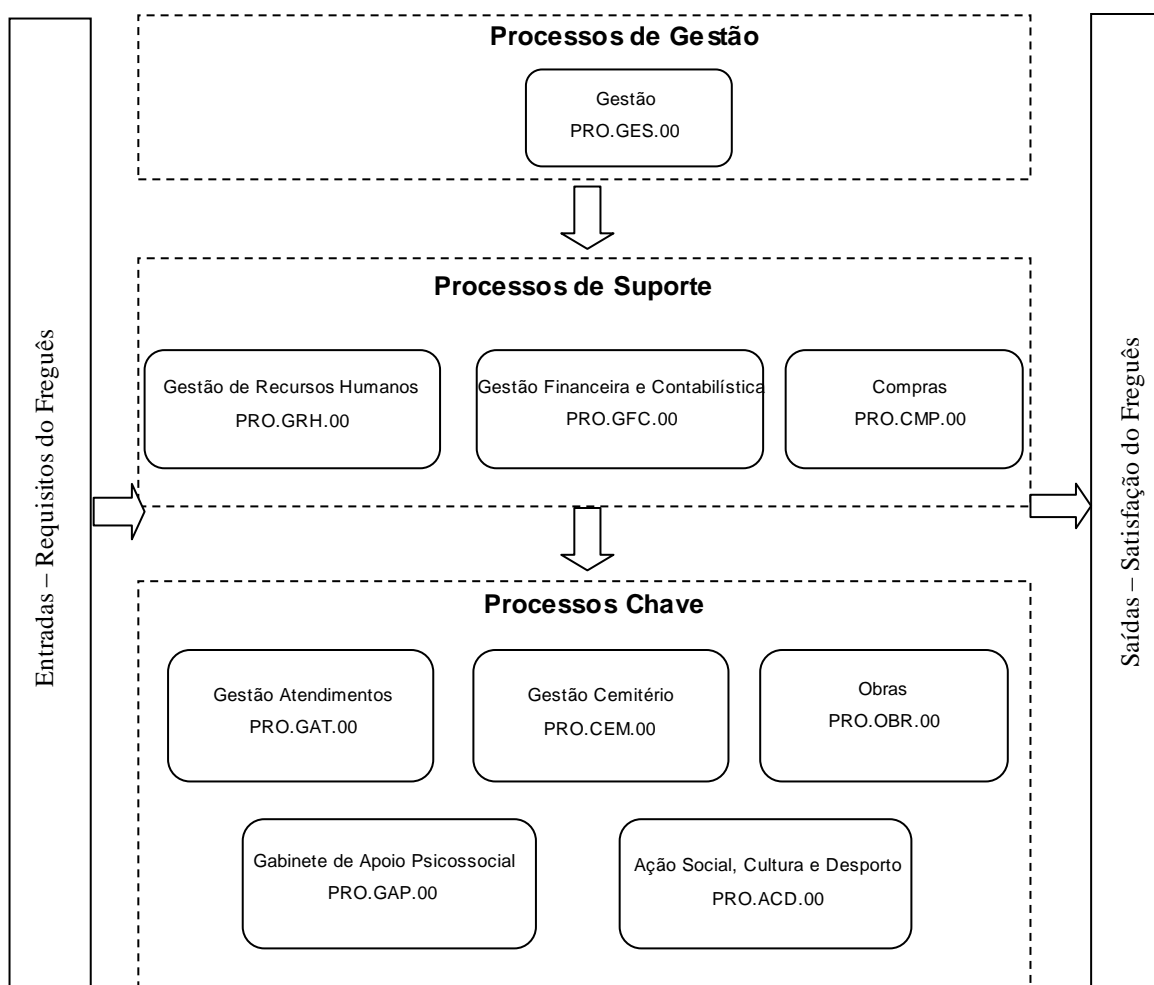 Entradas – Requisitos do Freguês
Processos de Gestão
Gestão
PRO.GES.00
Processos de Suporte
Gestão de Recursos Humanos
PRO.GRH.00
Gestão Financeira e Contabilística
PRO.GFC.00
Compras
PRO.CMP.00
Processos Chave
Gestão Atendimentos
PRO.GAT.00
Gestão Cemitério
PRO.CEM.00
Obras
PRO.OBR.00
Gabinete de Apoio Psicossocial
PRO.GAP.00
Ação Social, Cultura e Desporto
PRO.ACD.00
Saídas – Satisfação do Freguês